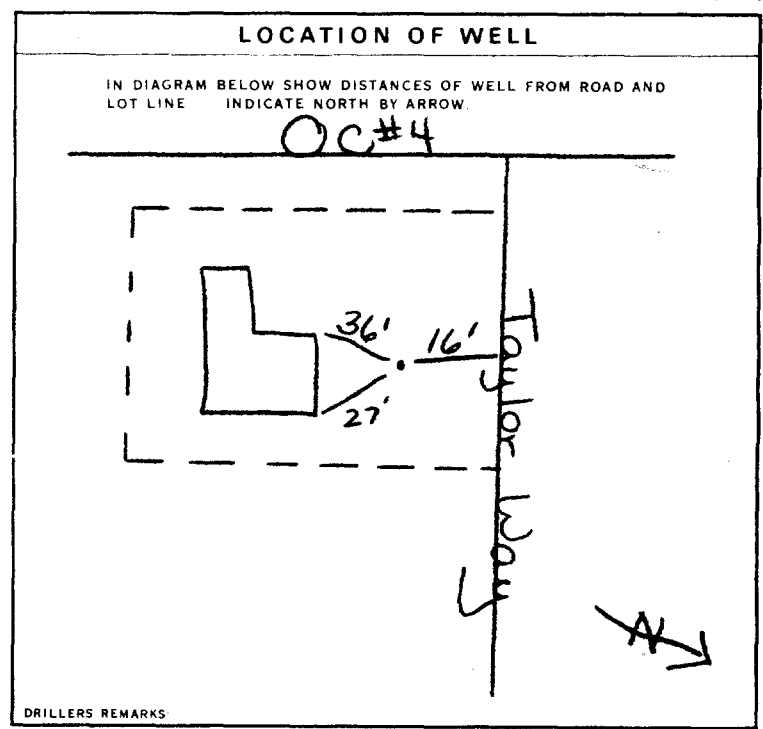 LOCATION OF WELL
IN DIAGRAM BELOW SHOW DISTANCES OF WELL FROM ROAD AND
LOT LINE INDICATE NORTH BY ARROW.
OC#4
36'
16'
27'
Taylor Way
N
DRILLERS REMARKS